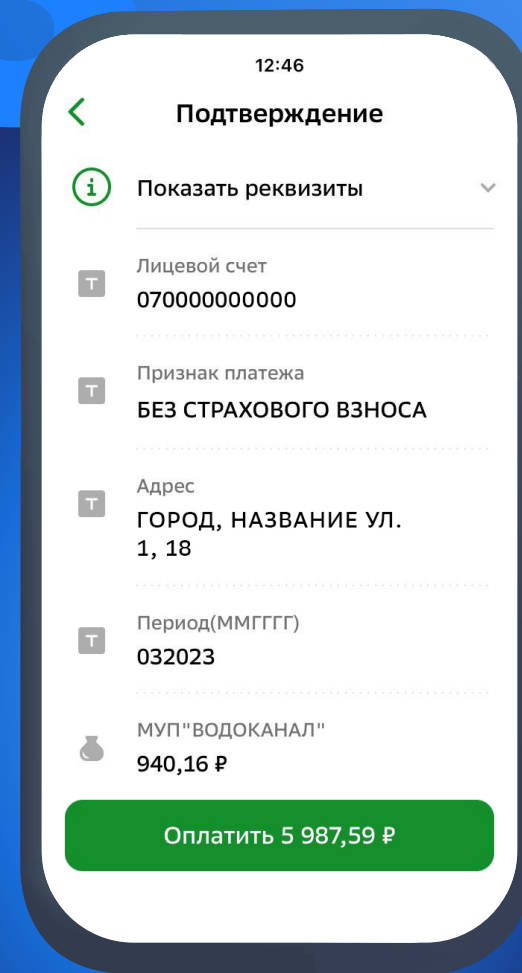 12:46
Подтверждение
i
Показать реквизиты
Лицевой счет
T
070000000000
Признак платежа
T
БЕЗ СТРАХОВОГО ВЗНОСА
Адрес
T
ГОРОД, НАЗВАНИЕ УЛ.
1, 18
Период(ММГГГГ)
T
032023
МУП"ВОДОКАНАЛ"
940,16 ₽
Оплатить 5 987,59 ₽